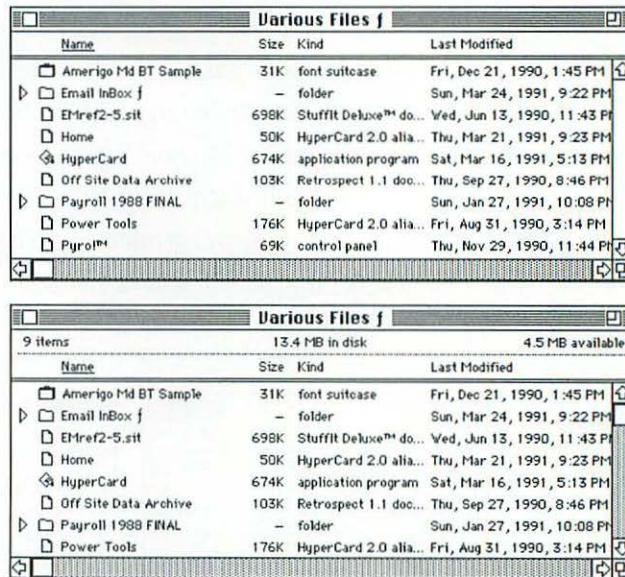 Various Files ƒ
Name Size Kind Last Modified
Amerigo Md BT Sample 31K font suitcase Fri, Dec 21, 1990, 1:45 PM
Email InBox ƒ – folder Sun, Mar 24, 1991, 9:22 PM
EMref2-5.sit 698K StuffIt Deluxe™ do... Wed, Jun 13, 1990, 11:43 P
Home 50K HyperCard 2.0 alia... Thu, Mar 21, 1991, 9:23 PM
HyperCard 674K application program Sat, Mar 16, 1991, 5:13 PM
Off Site Data Archive 103K Retrospect 1.1 doc... Thu, Sep 27, 1990, 8:46 PM
Payroll 1988 FINAL – folder Sun, Jan 27, 1991, 10:08 P
Power Tools 176K HyperCard 2.0 alia... Fri, Aug 31, 1990, 3:14 PM
Pyro!™ 69K control panel Thu, Nov 29, 1990, 11:44 P
Various Files ƒ
9 items 13.4 MB in disk 4.5 MB available
Name Size Kind Last Modified
Amerigo Md BT Sample 31K font suitcase Fri, Dec 21, 1990, 1:45 PM
Email InBox ƒ – folder Sun, Mar 24, 1991, 9:22 PM
EMref2-5.sit 698K StuffIt Deluxe™ do... Wed, Jun 13, 1990, 11:43 P
Home 50K HyperCard 2.0 alia... Thu, Mar 21, 1991, 9:23 PM
HyperCard 674K application program Sat, Mar 16, 1991, 5:13 PM
Off Site Data Archive 103K Retrospect 1.1 doc... Thu, Sep 27, 1990, 8:46 PM
Payroll 1988 FINAL – folder Sun, Jan 27, 1991, 10:08 P
Power Tools 176K HyperCard 2.0 alia... Fri, Aug 31, 1990, 3:14 PM